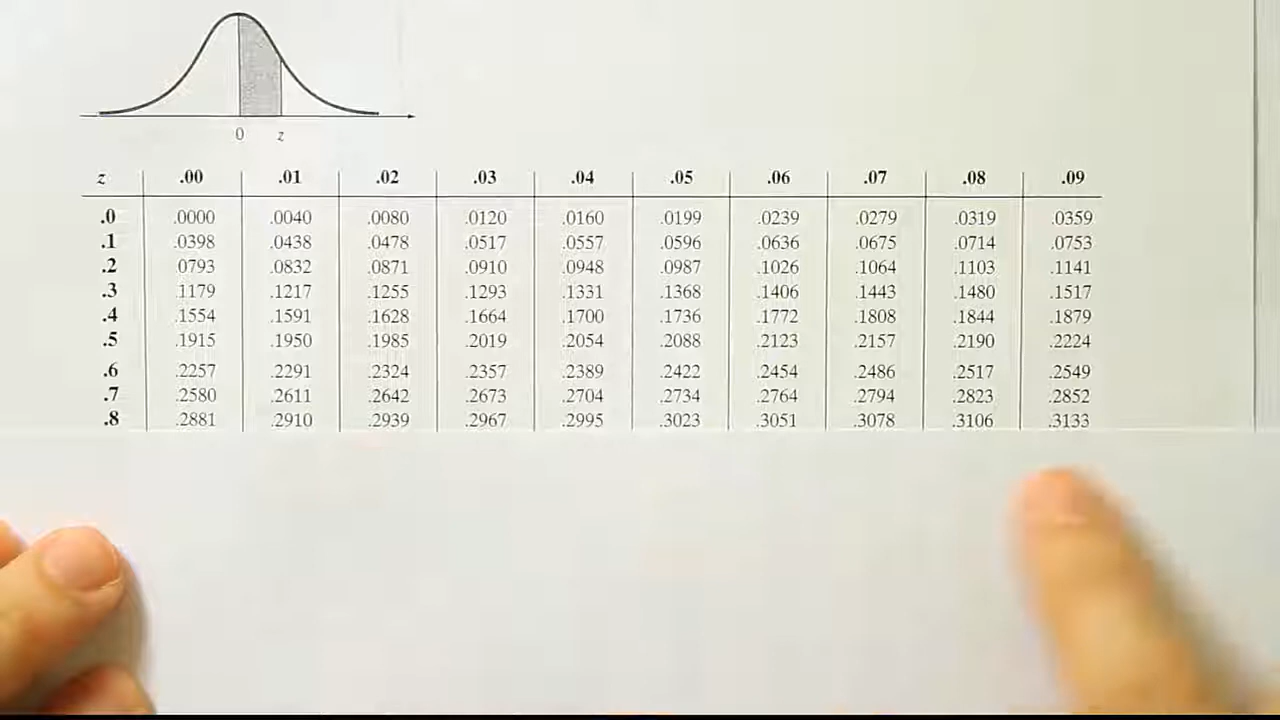 0 z
z .00 .01 .02 .03 .04 .05 .06 .07 .08 .09
.0 .0000 .0040 .0080 .0120 .0160 .0199 .0239 .0279 .0319 .0359
.1 .0398 .0438 .0478 .0517 .0557 .0596 .0636 .0675 .0714 .0753
.2 0793 .0832 .0871 .0910 .0948 .0987 .1026 .1064 .1103 .1141
.3 .1179 .1217 .1255 .1293 .1331 .1368 .1406 .1443 .1480 .1517
.4 .1554 .1591 .1628 .1664 .1700 .1736 .1772 .1808 .1844 .1879
.5 .1915 .1950 .1985 .2019 .2054 .2088 .2123 .2157 .2190 .2224
.6 .2257 .2291 .2324 .2357 .2389 .2422 .2454 .2486 .2517 .2549
.7 .2580 .2611 .2642 .2673 .2704 .2734 .2764 .2794 .2823 .2852
.8 .2881 .2910 .2939 .2967 .2995 .3023 .3051 .3078 .3106 .3133